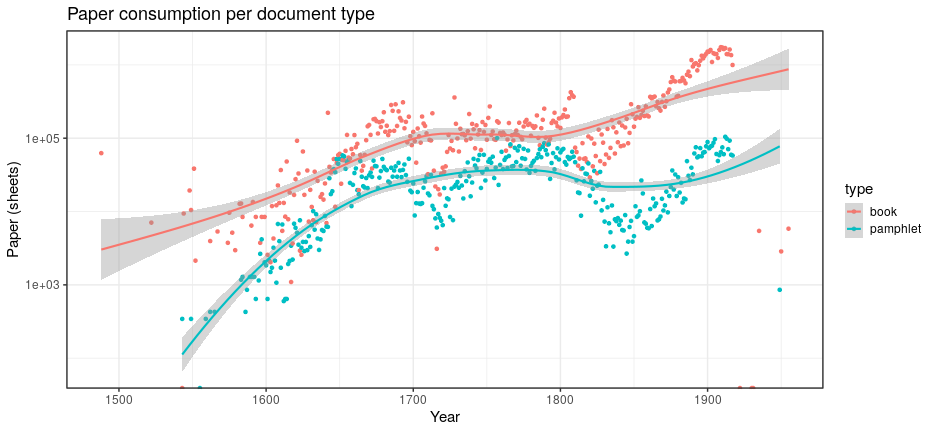 Paper consumption per document type
Paper (sheets)
1e+05
1e+03
1500 1600 1700 1800 1900
Year
type
book
pamphlet